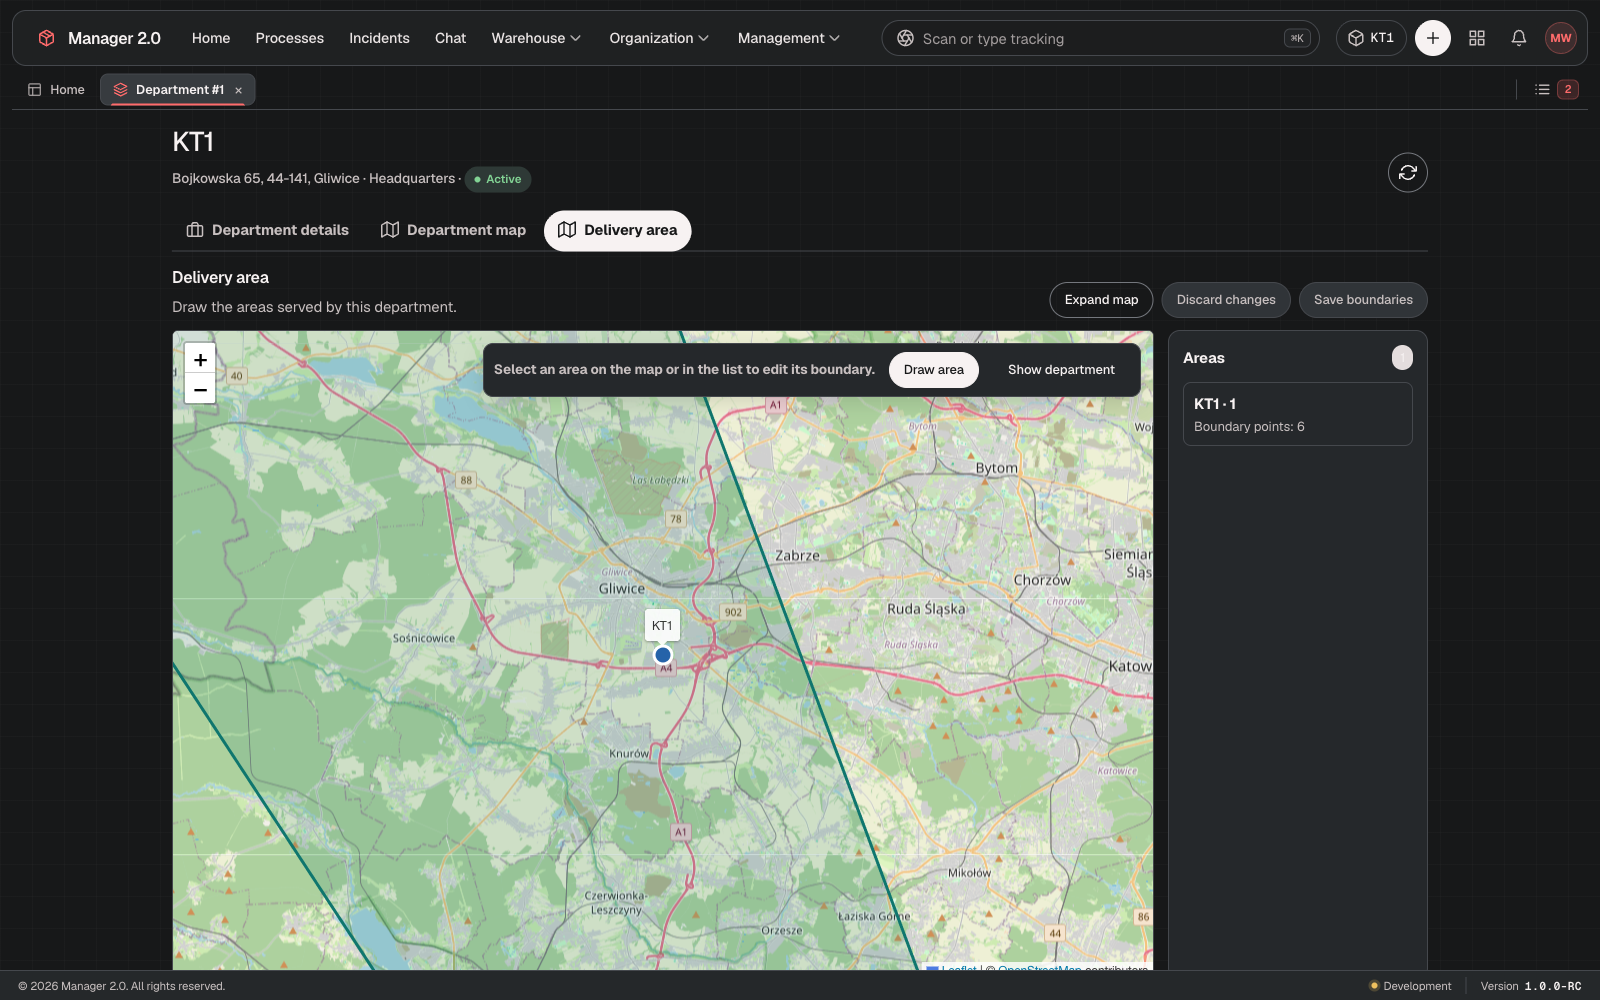 Manager 2.0
Home
Processes
Incidents
Chat
Warehouse
Organization
Management
Scan or type tracking
⌘K
KT1
MW
Home
Department #1 ×
2
KT1
Bojkowska 65, 44-141, Gliwice · Headquarters · Active
Department details
Department map
Delivery area
Delivery area
Draw the areas served by this department.
Expand map
Discard changes
Save boundaries
+
−
Select an area on the map or in the list to edit its boundary.
Draw area
Show department
Areas
KT1 · 1
Boundary points: 6
40
A1
Bytom
Bytom
88
Las Łabędzki
78
Zabrze
Gliwice
Gliwice
Chorzów
Chorzów
902
Ruda Śląska
Ruda Śląska
KT1
Sośnicowice
A4
Katow
Knurów
Katowice
A1
Mikołów
Czerwionka-
Leszczyny
Łaziska Górne
86
Orzesze
44
Leaflet | © OpenStreetMap contributors
© 2026 Manager 2.0. All rights reserved.
Development
Version 1.0.0-RC